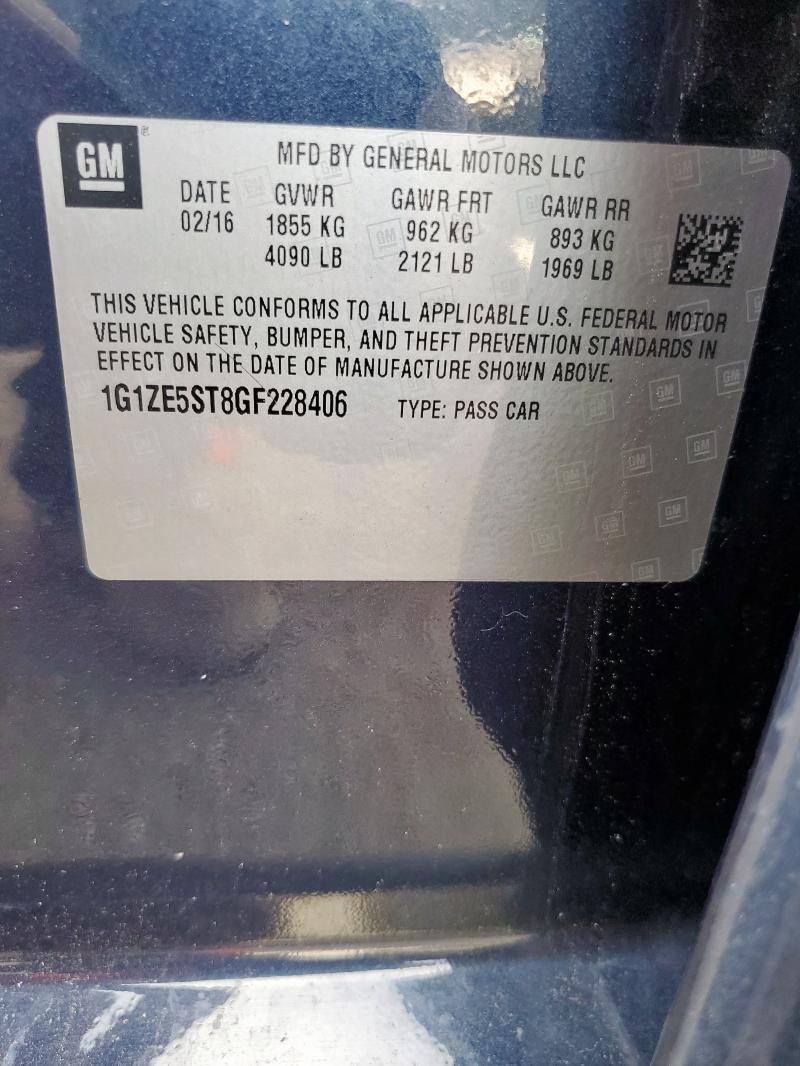 GM
MFD BY GENERAL MOTORS LLC
DATE GVWR GAWR FRT GAWR RR
02/16 1855 KG 962 KG 893 KG
4090 LB 2121 LB 1969 LB
THIS VEHICLE CONFORMS TO ALL APPLICABLE U.S. FEDERAL MOTOR
VEHICLE SAFETY, BUMPER, AND THEFT PREVENTION STANDARDS IN
EFFECT ON THE DATE OF MANUFACTURE SHOWN ABOVE.
1G1ZE5ST8GF228406 TYPE: PASS CAR